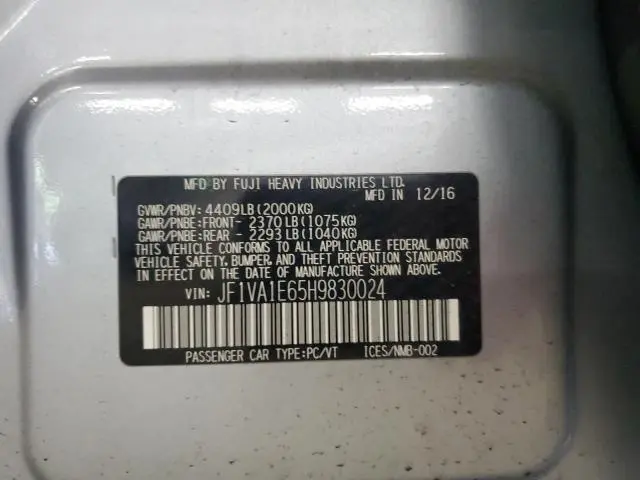 MFD BY FUJI HEAVY INDUSTRIES LTD.
MFD IN 12/16
GVWR/PNBV: 4409LB(2000KG)
GAWR/PNBE:FRONT- 2370LB(1075KG)
GAWR/PNBE:REAR - 2293LB(1040KG)
THIS VEHICLE CONFORMS TO ALL APPLICABLE FEDERAL MOTOR
VEHICLE SAFETY, BUMPER, AND THEFT PREVENTION STANDARDS
IN EFFECT ON THE DATE OF MANUFACTURE SHOWN ABOVE.
VIN: JF1VA1E65H9830024
PASSENGER CAR TYPE:PC/VT ICES/NMB-002